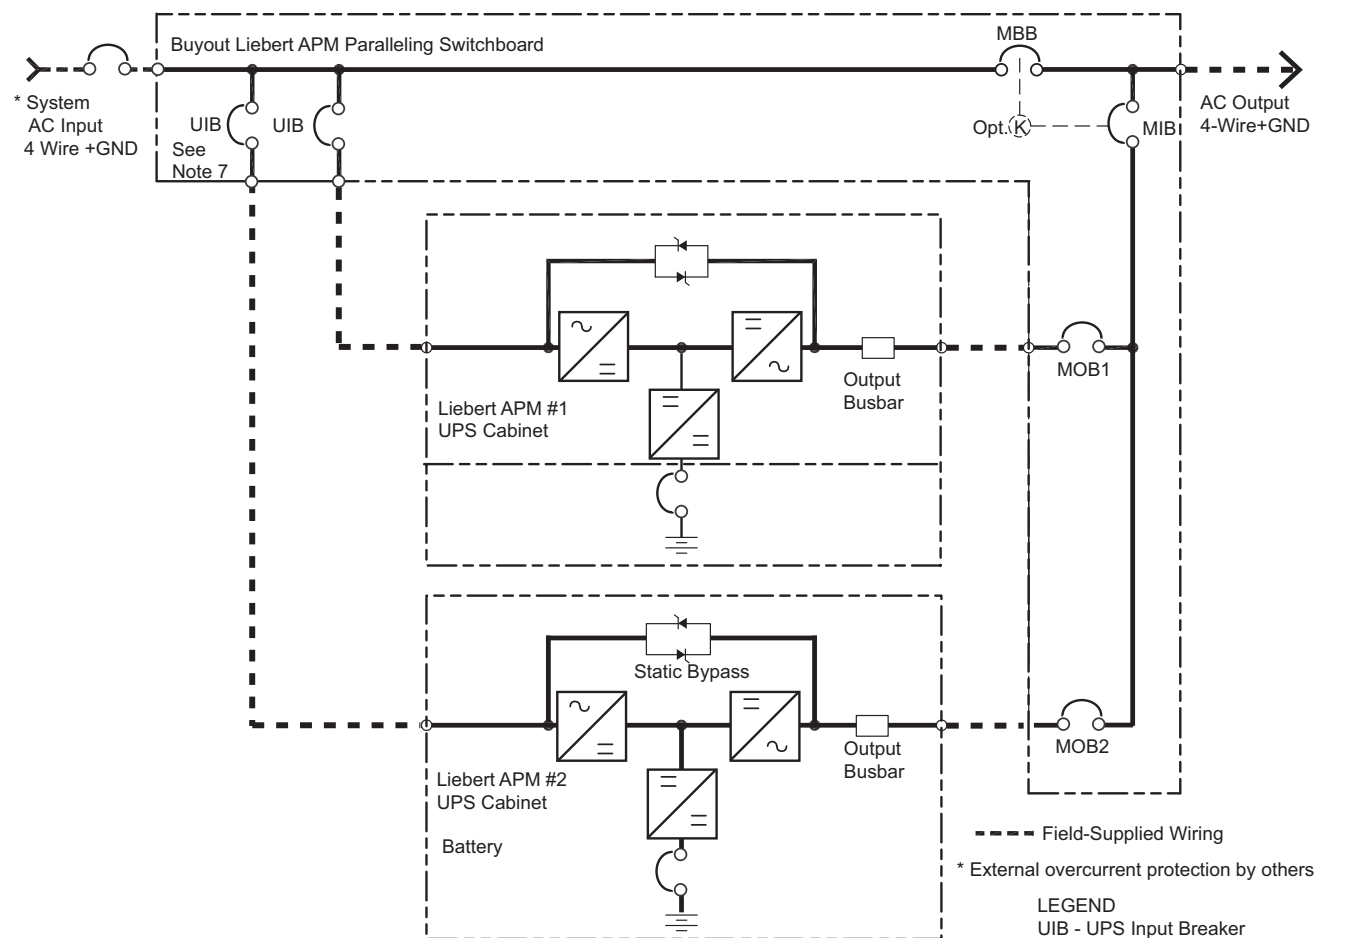 Buyout Liebert APM Paralleling Switchboard
MBB
* System
AC Input
4 Wire +GND
UIB
UIB
See
Note 7
Opt.
K
MIB
AC Output
4-Wire+GND
Output
Busbar
MOB1
Liebert APM #1
UPS Cabinet
Static Bypass
Output
Busbar
MOB2
Liebert APM #2
UPS Cabinet
Battery
Field-Supplied Wiring
* External overcurrent protection by others
LEGEND
UIB - UPS Input Breaker